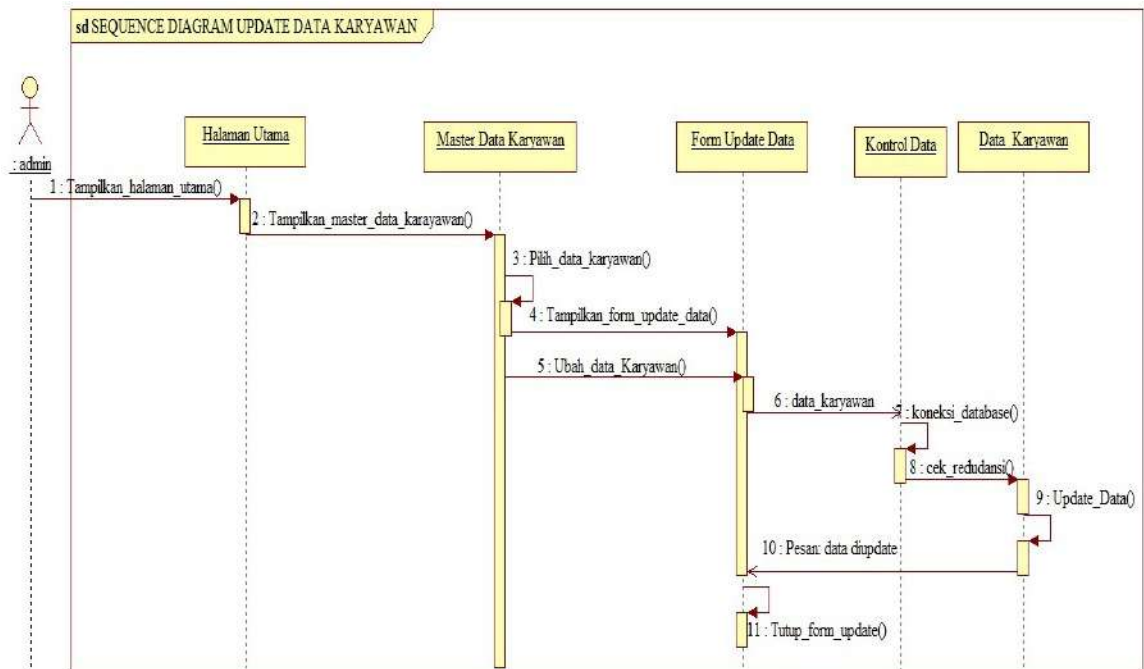 sd SEQUENCE DIAGRAM UPDATE DATA KARYAWAN
: admin
Halaman Utama
Master Data Karyawan
Form Update Data
Kontrol Data
Data Karyawan
1 : Tampilkan_halaman_utama()
2 : Tampilkan_master_data_karayawan()
3 : Pilih_data_karyawan()
4 : Tampilkan_form_update_data()
5 : Ubah_data_Karyawan()
6 : data_karyawan
7 : koneksi_database()
8 : cek_redudansi()
9 : Update_Data()
10 : Pesan: data diupdate
11 : Tutup_form_update()